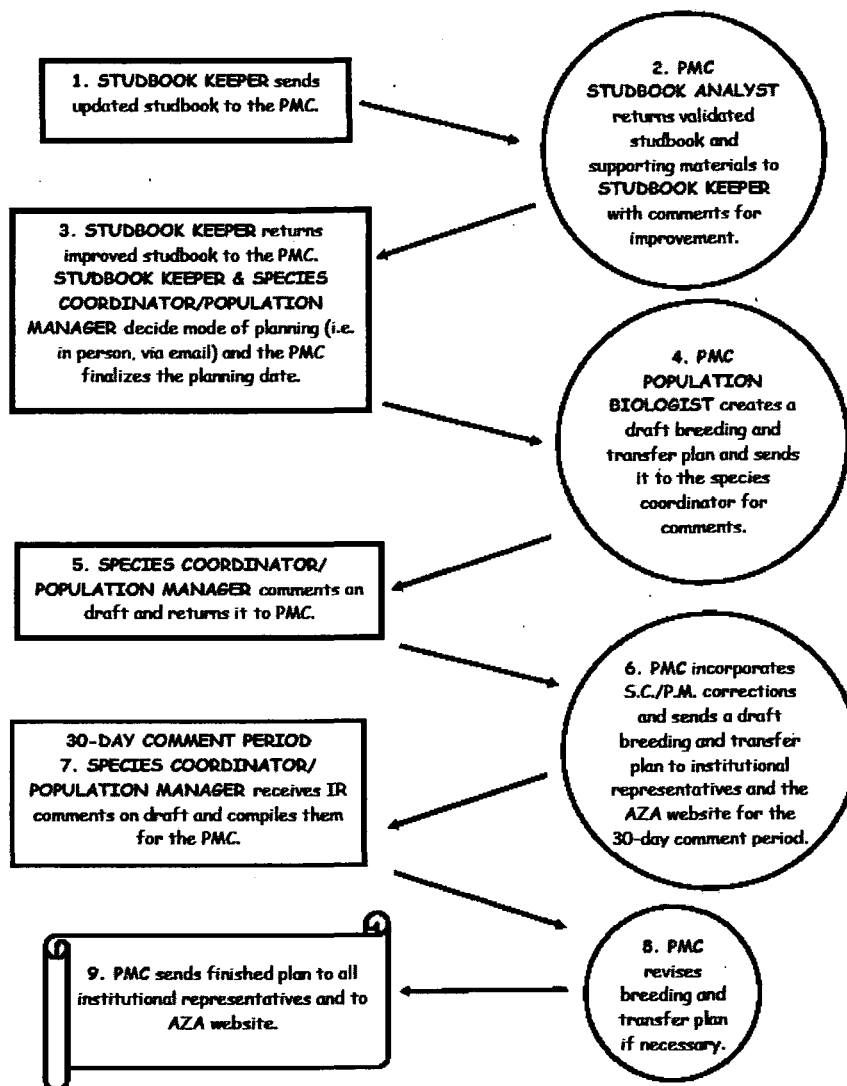 1. STUDBOOK KEEPER sends
updated studbook to the PMC.
2. PMC
STUDBOOK ANALYST
returns validated
studbook and
supporting materials to
STUDBOOK KEEPER
with comments for
improvement.
3. STUDBOOK KEEPER returns
improved studbook to the PMC.
STUDBOOK KEEPER & SPECIES
COORDINATOR/POPULATION
MANAGER decide mode of planning (i.e.
in person, via email) and the PMC
finalizes the planning date.
4. PMC
POPULATION
BIOLOGIST creates a
draft breeding and
transfer plan and sends
it to the species
coordinator for
comments.
5. SPECIES COORDINATOR/
POPULATION MANAGER comments on
draft and returns it to PMC.
6. PMC incorporates
S.C./P.M. corrections
and sends a draft
breeding and transfer
plan to institutional
representatives and the
AZA website for the
30-day comment period.
30-DAY COMMENT PERIOD
7. SPECIES COORDINATOR/
POPULATION MANAGER receives IR
comments on draft and compiles them
for the PMC.
8. PMC
revises
breeding and
transfer plan
if necessary.
9. PMC sends finished plan to all
institutional representatives and to
AZA website.